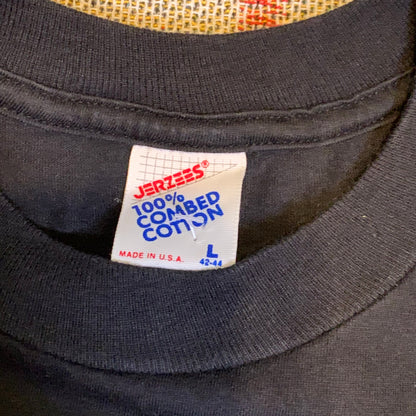 JERZEES®
100%
COMBED
COTTON
L
MADE IN U.S.A.
42-44